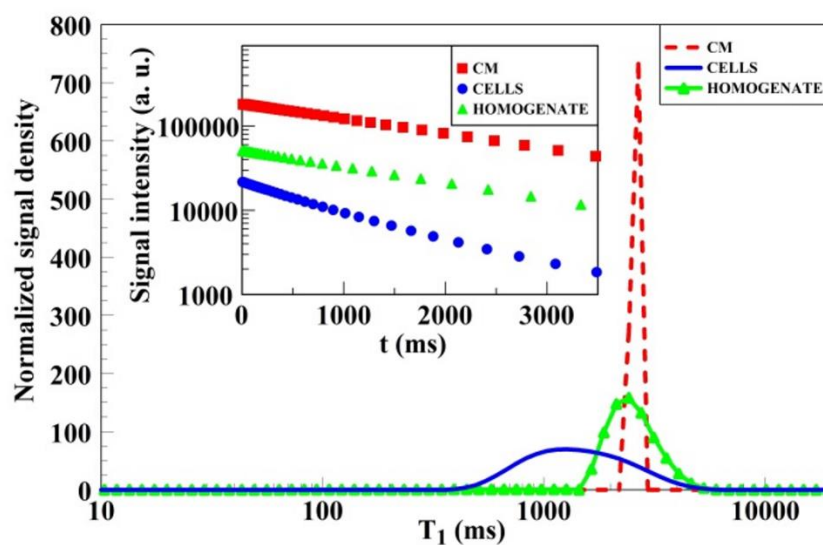 800
700
600
500
400
300
200
100
0
Normalized signal density
10
100
1000
10000
T1 (ms)
CM
CELLS
HOMOGENATE
Signal intensity (a. u.)
100000
10000
1000
0
1000
2000
3000
t (ms)
CM
CELLS
HOMOGENATE